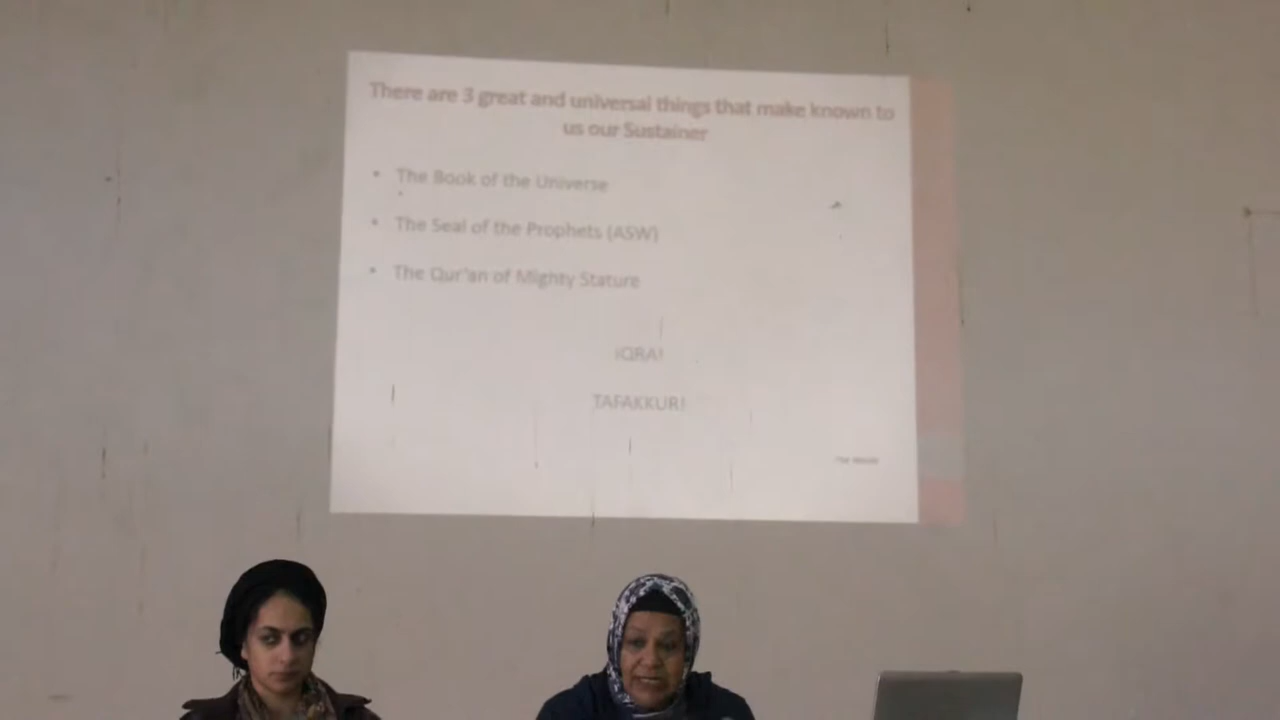 There are 3 great and universal things that make known to
us our Sustainer
• The Book of the Universe
• The Seal of the Prophets (ASW)
• The Qur'an of Mighty Stature
IQRA!
TAFAKKUR!